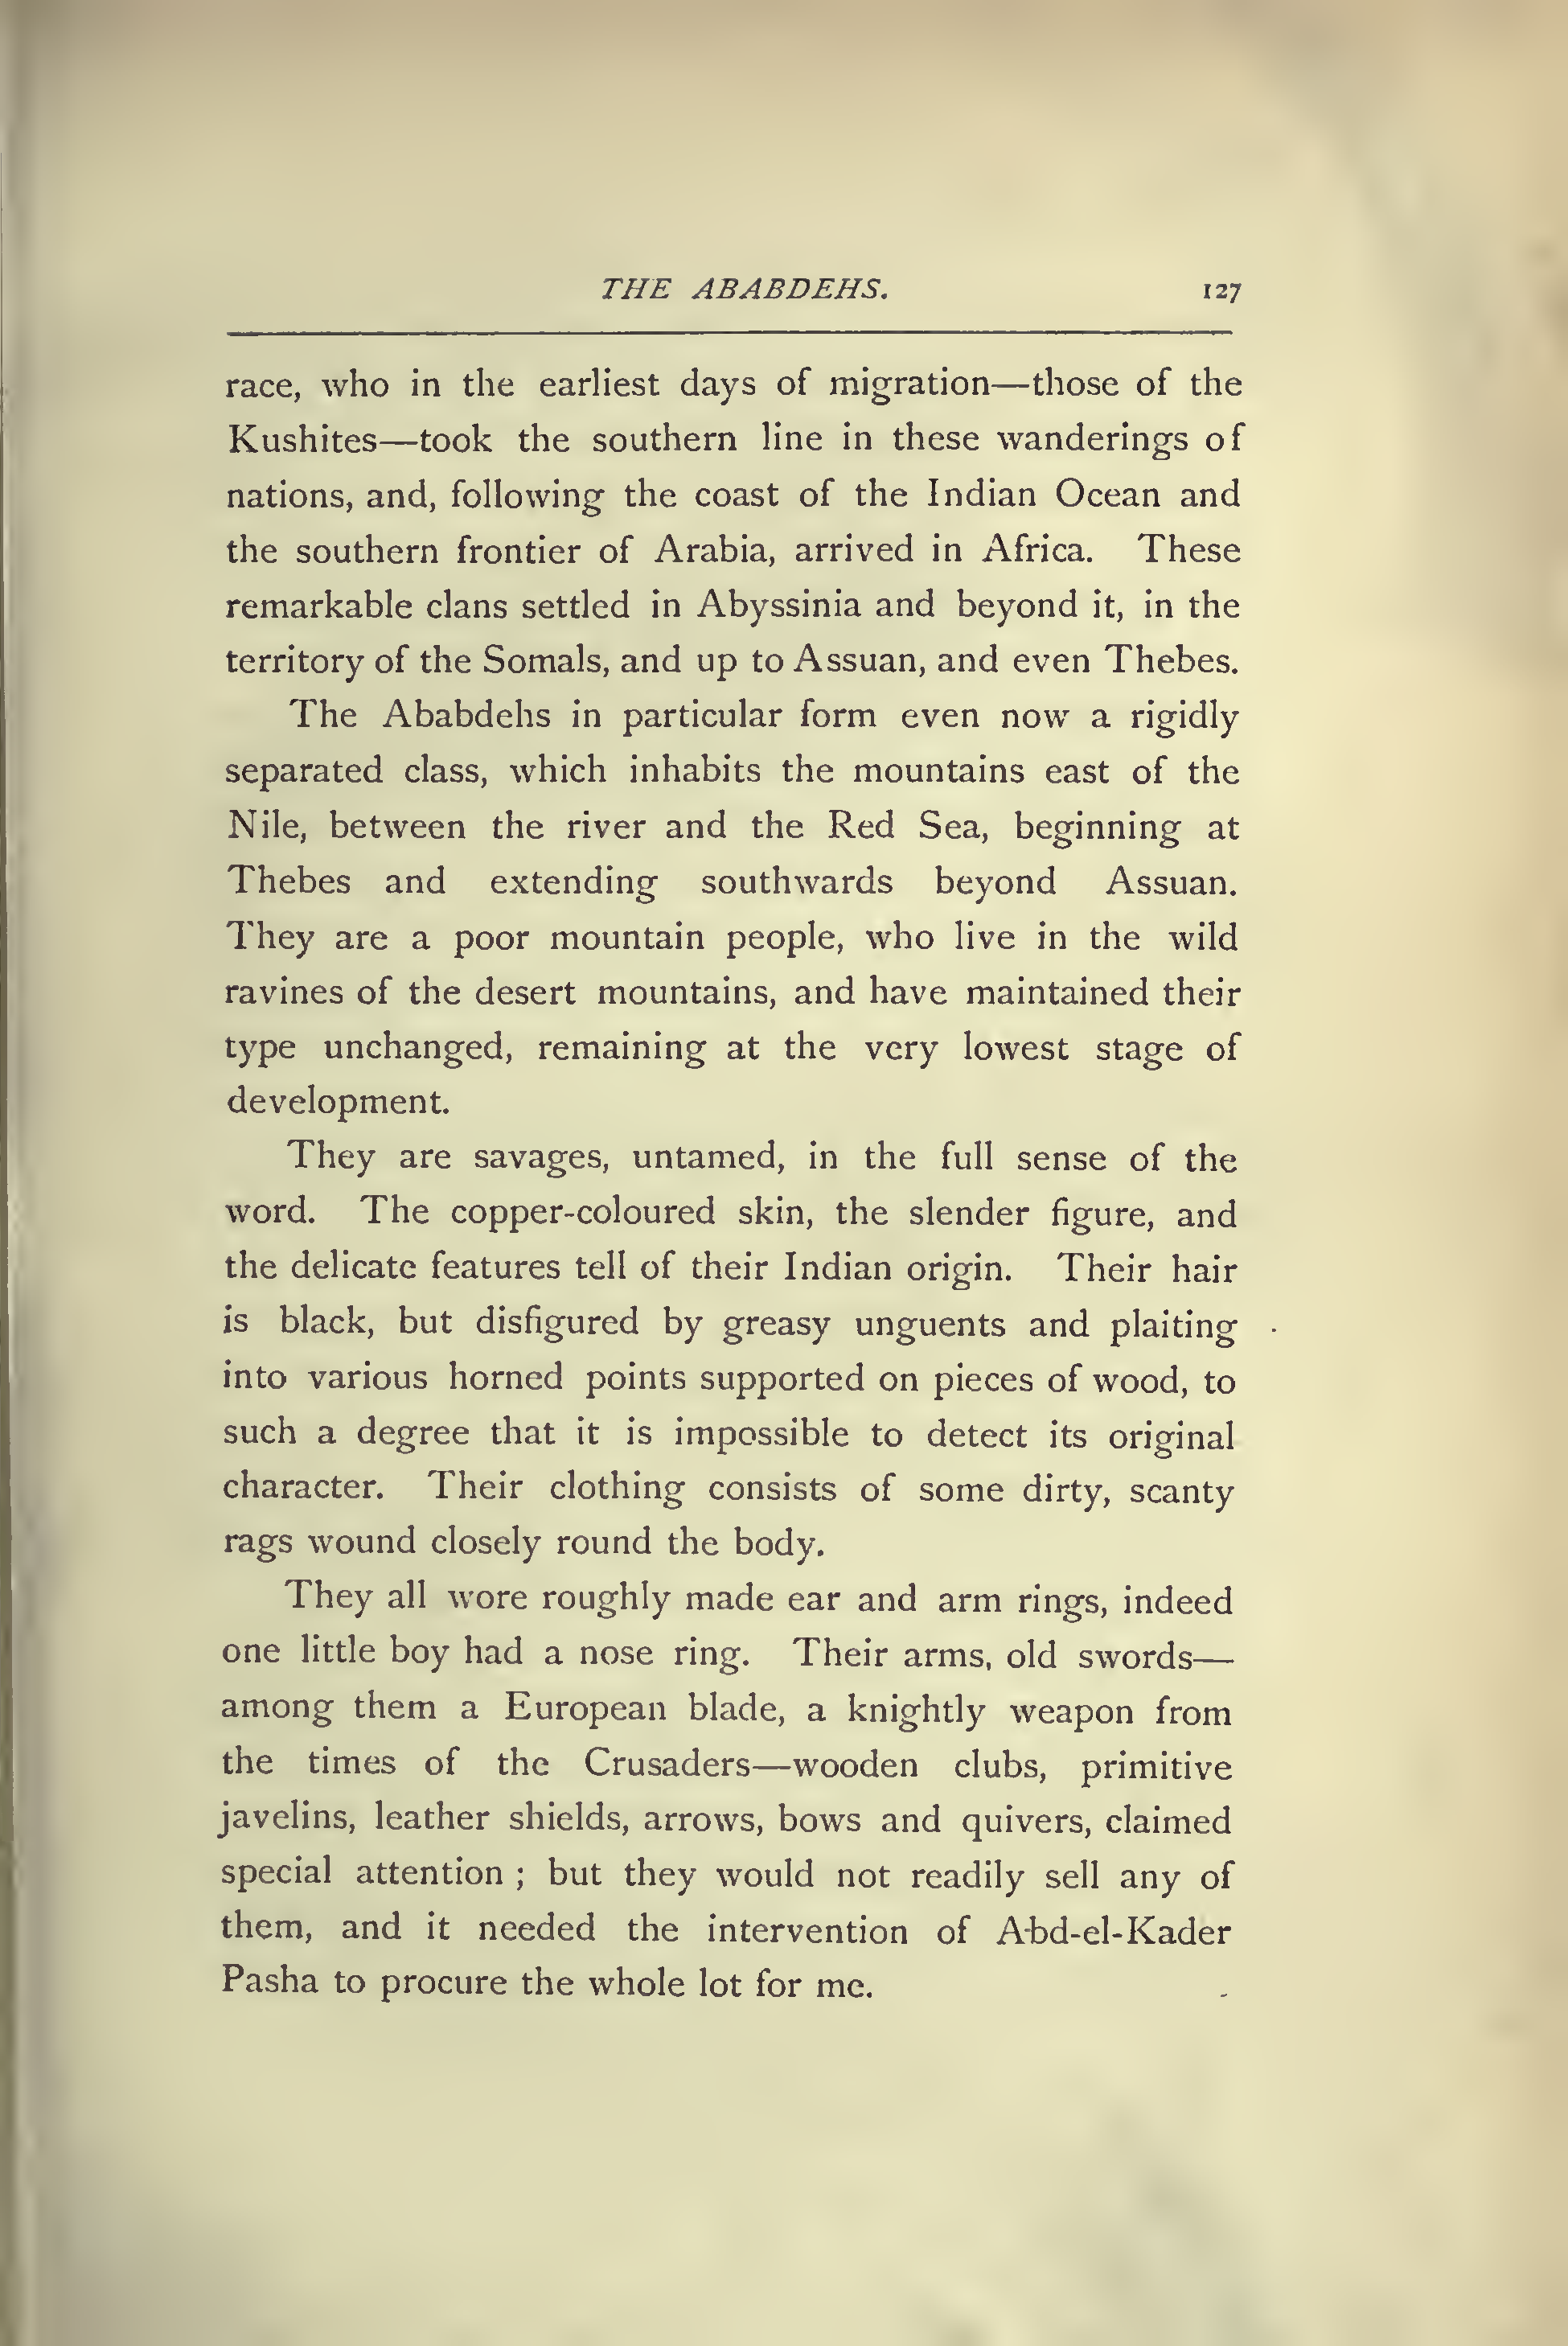 THE ABABDEHS. 127
race, who in the earliest days of migration—those of the
Kushites—took the southern line in these wanderings of
nations, and, following the coast of the Indian Ocean and
the southern frontier of Arabia, arrived in Africa. These
remarkable clans settled in Abyssinia and beyond it, in the
territory of the Somals, and up to Assuan, and even Thebes.
The Ababdehs in particular form even now a rigidly
separated class, which inhabits the mountains east of the
Nile, between the river and the Red Sea, beginning at
Thebes and extending southwards beyond Assuan.
They are a poor mountain people, who live in the wild
ravines of the desert mountains, and have maintained their
type unchanged, remaining at the very lowest stage of
development.
They are savages, untamed, in the full sense of the
word. The copper-coloured skin, the slender figure, and
the delicate features tell of their Indian origin. Their hair
is black, but disfigured by greasy unguents and plaiting
into various horned points supported on pieces of wood, to
such a degree that it is impossible to detect its original
character. Their clothing consists of some dirty, scanty
rags wound closely round the body.
They all wore roughly made ear and arm rings, indeed
one little boy had a nose ring. Their arms, old swords—
among them a European blade, a knightly weapon from
the times of the Crusaders—wooden clubs, primitive
javelins, leather shields, arrows, bows and quivers, claimed
special attention ; but they would not readily sell any of
them, and it needed the intervention of Abd-el-Kader
Pasha to procure the whole lot for me.